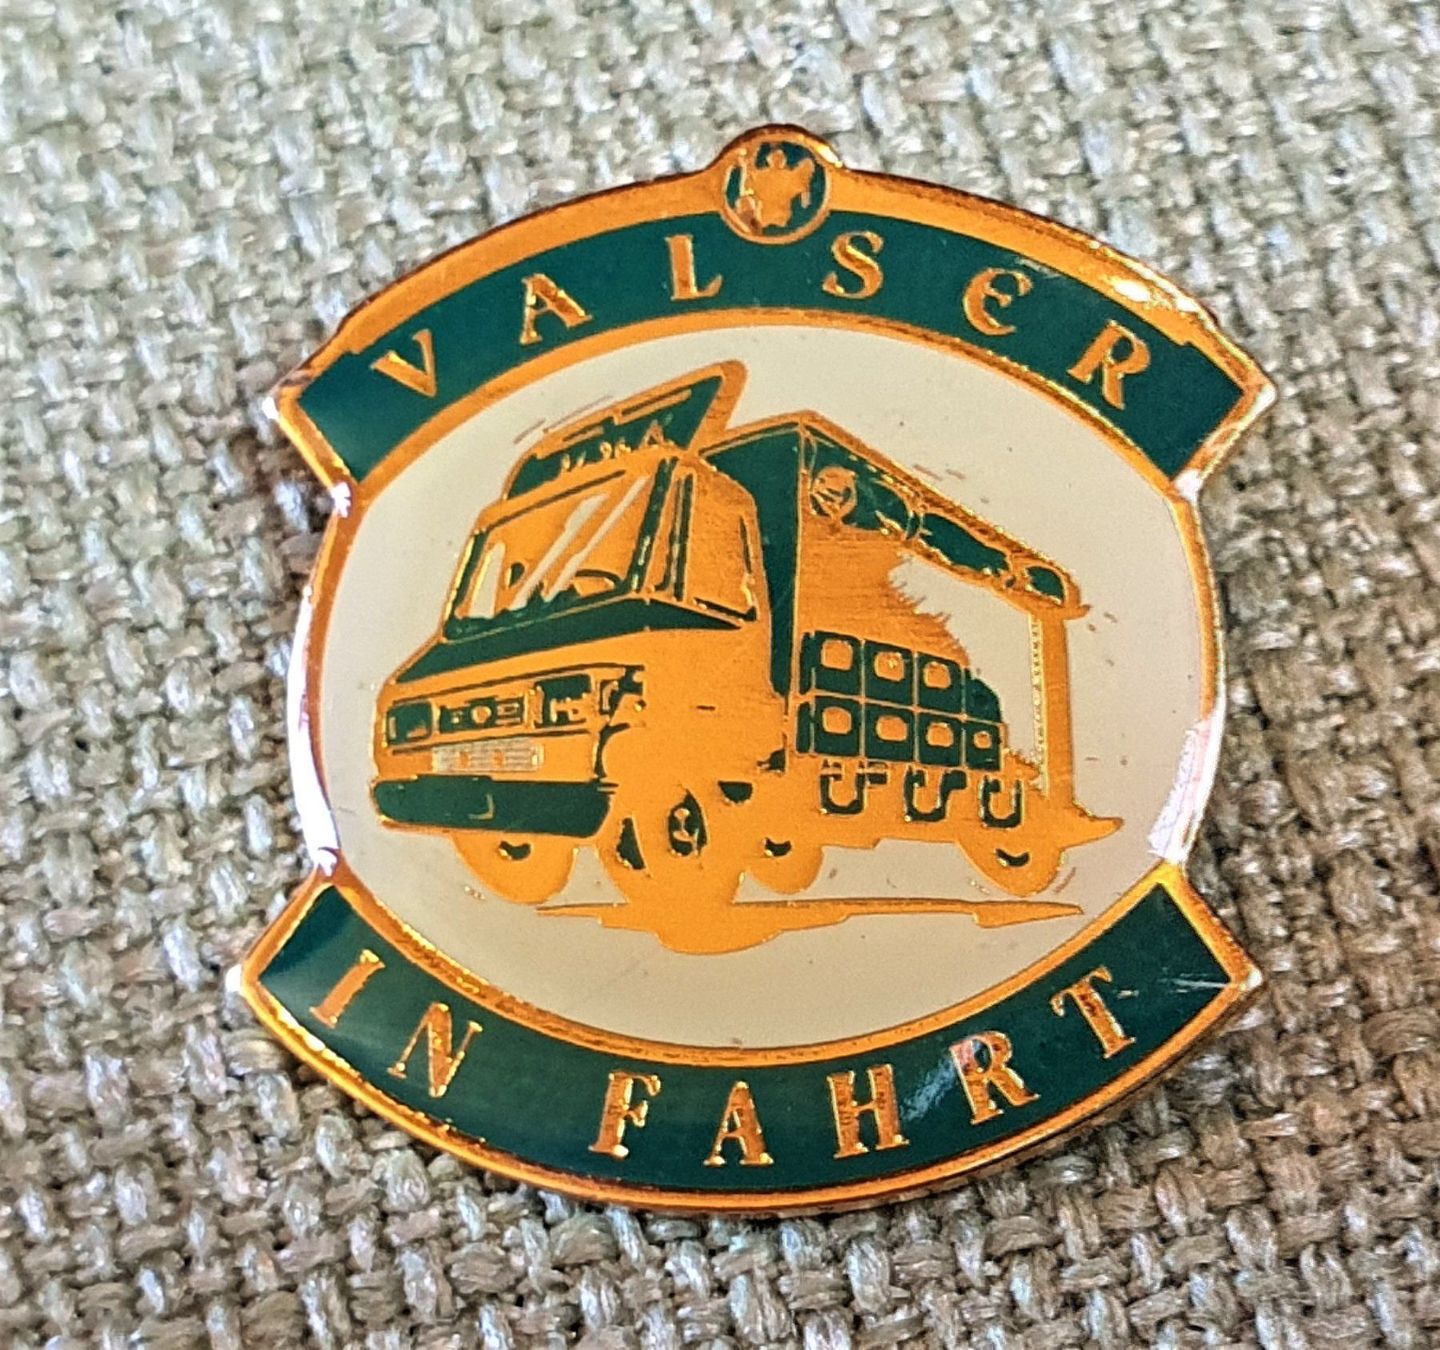 VALSER
IN FAHRT